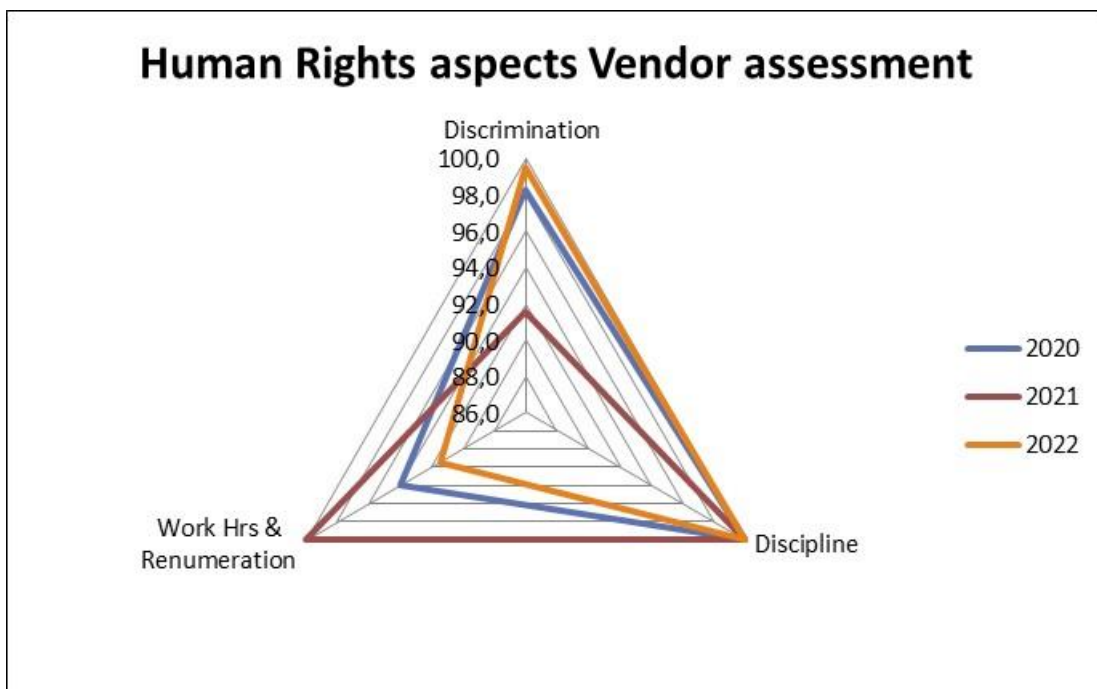 Human Rights aspects Vendor assessment
Discrimination
100,0
98,0
96,0
94,0
92,0
90,0
88,0
86,0
2020
2021
2022
Work Hrs &
Renumeration
Discipline